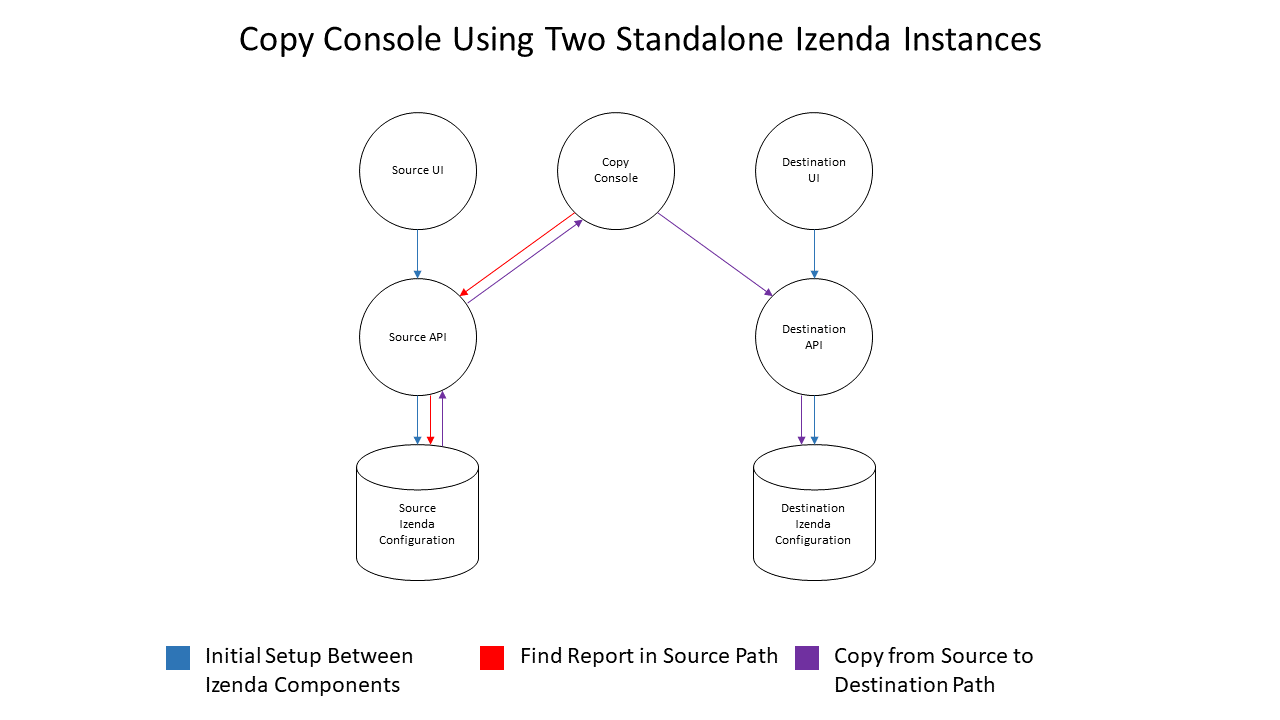 Copy Console Using Two Standalone Izenda Instances
Source UI
Copy
Console
Destination
UI
Source API
Destination
API
Source
Izenda
Configuration
Destination
Izenda
Configuration
Initial Setup Between
Izenda Components
Find Report in Source Path
Copy from Source to
Destination Path